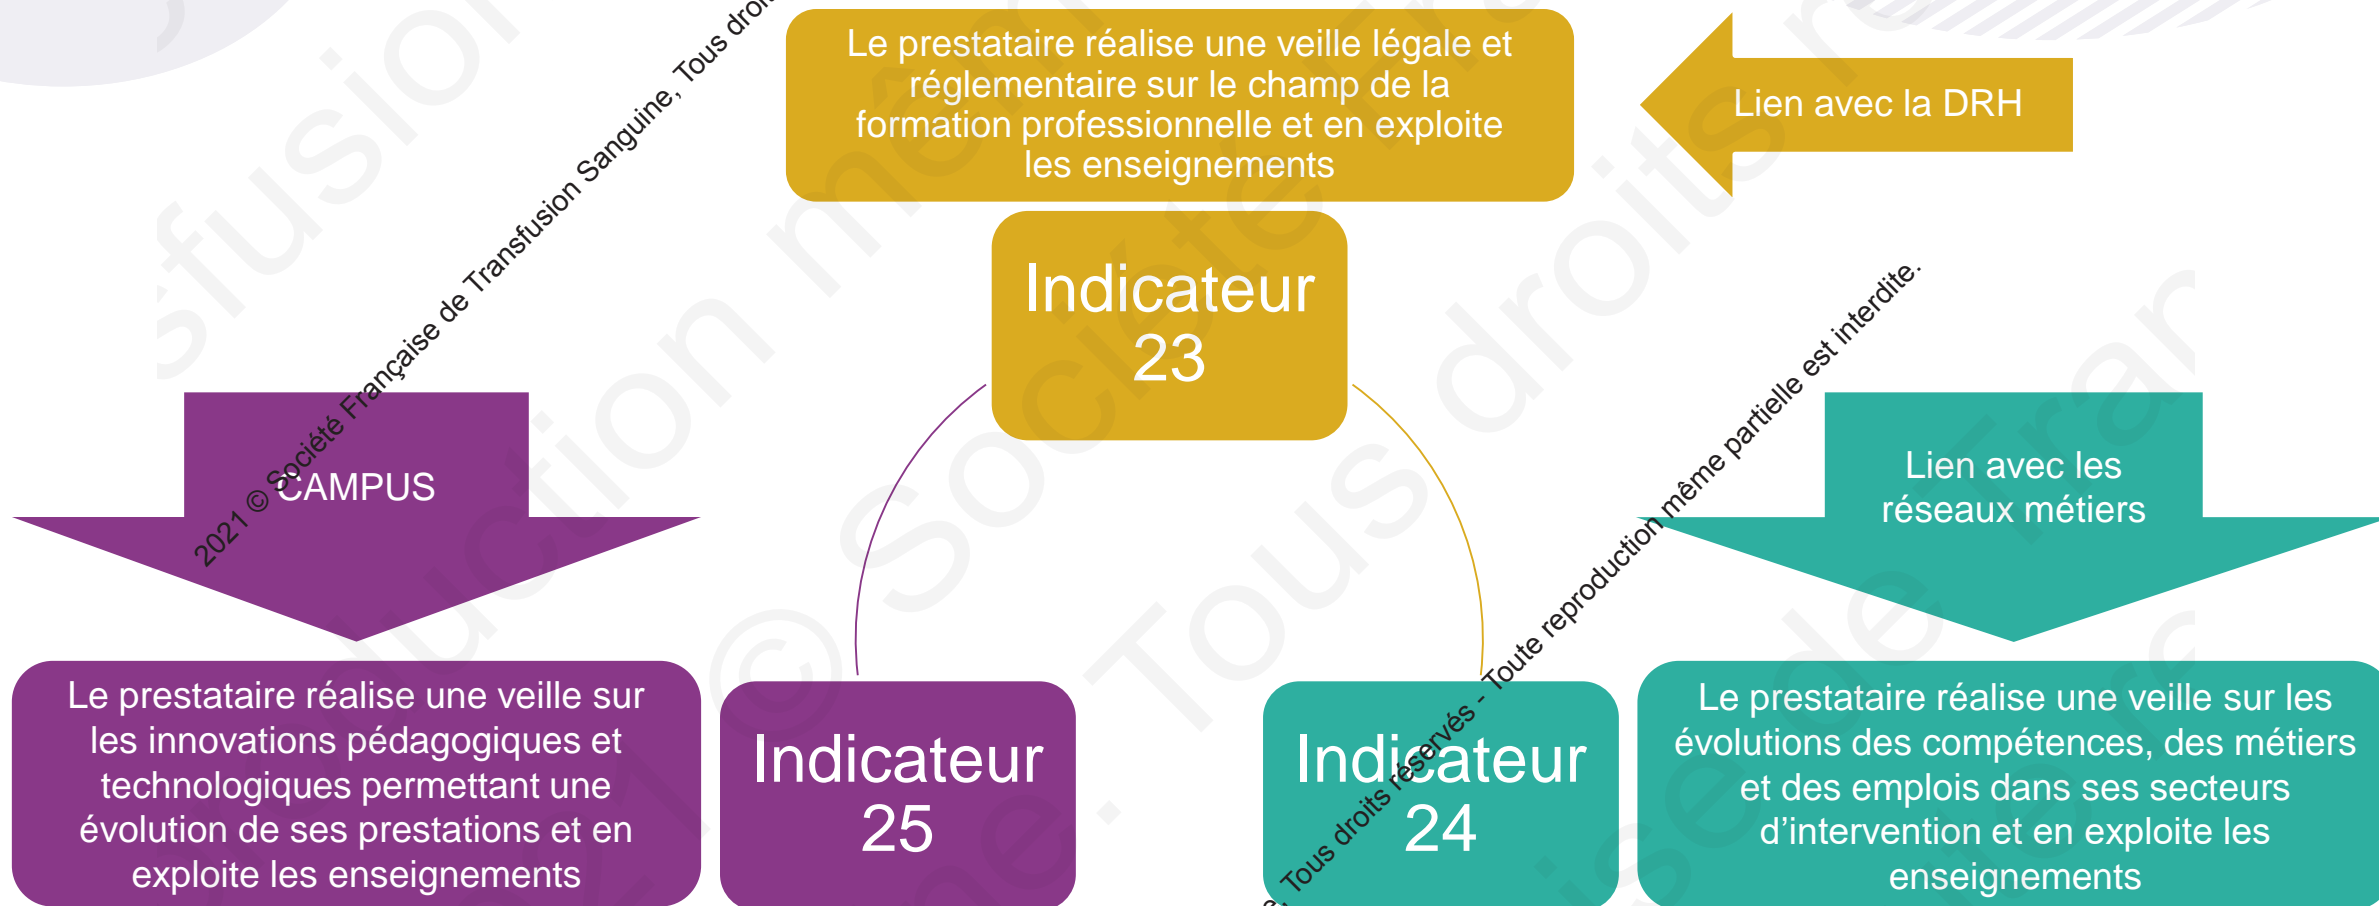 Le prestataire réalise une veille légale et
réglementaire sur le champ de la
formation professionnelle et en exploite
les enseignements
Lien avec la DRH
Indicateur
23
CAMPUS
Lien avec les
réseaux métiers
Le prestataire réalise une veille sur
les innovations pédagogiques et
technologiques permettant une
évolution de ses prestations et en
exploite les enseignements
Indicateur
25
Indicateur
24
Le prestataire réalise une veille sur les
évolutions des compétences, des métiers
et des emplois dans ses secteurs
d’intervention et en exploite les
enseignements
2021 © Société Française de Transfusion Sanguine, Tous droi
, Tous droits réservés - Toute reproduction même partielle est interdite.